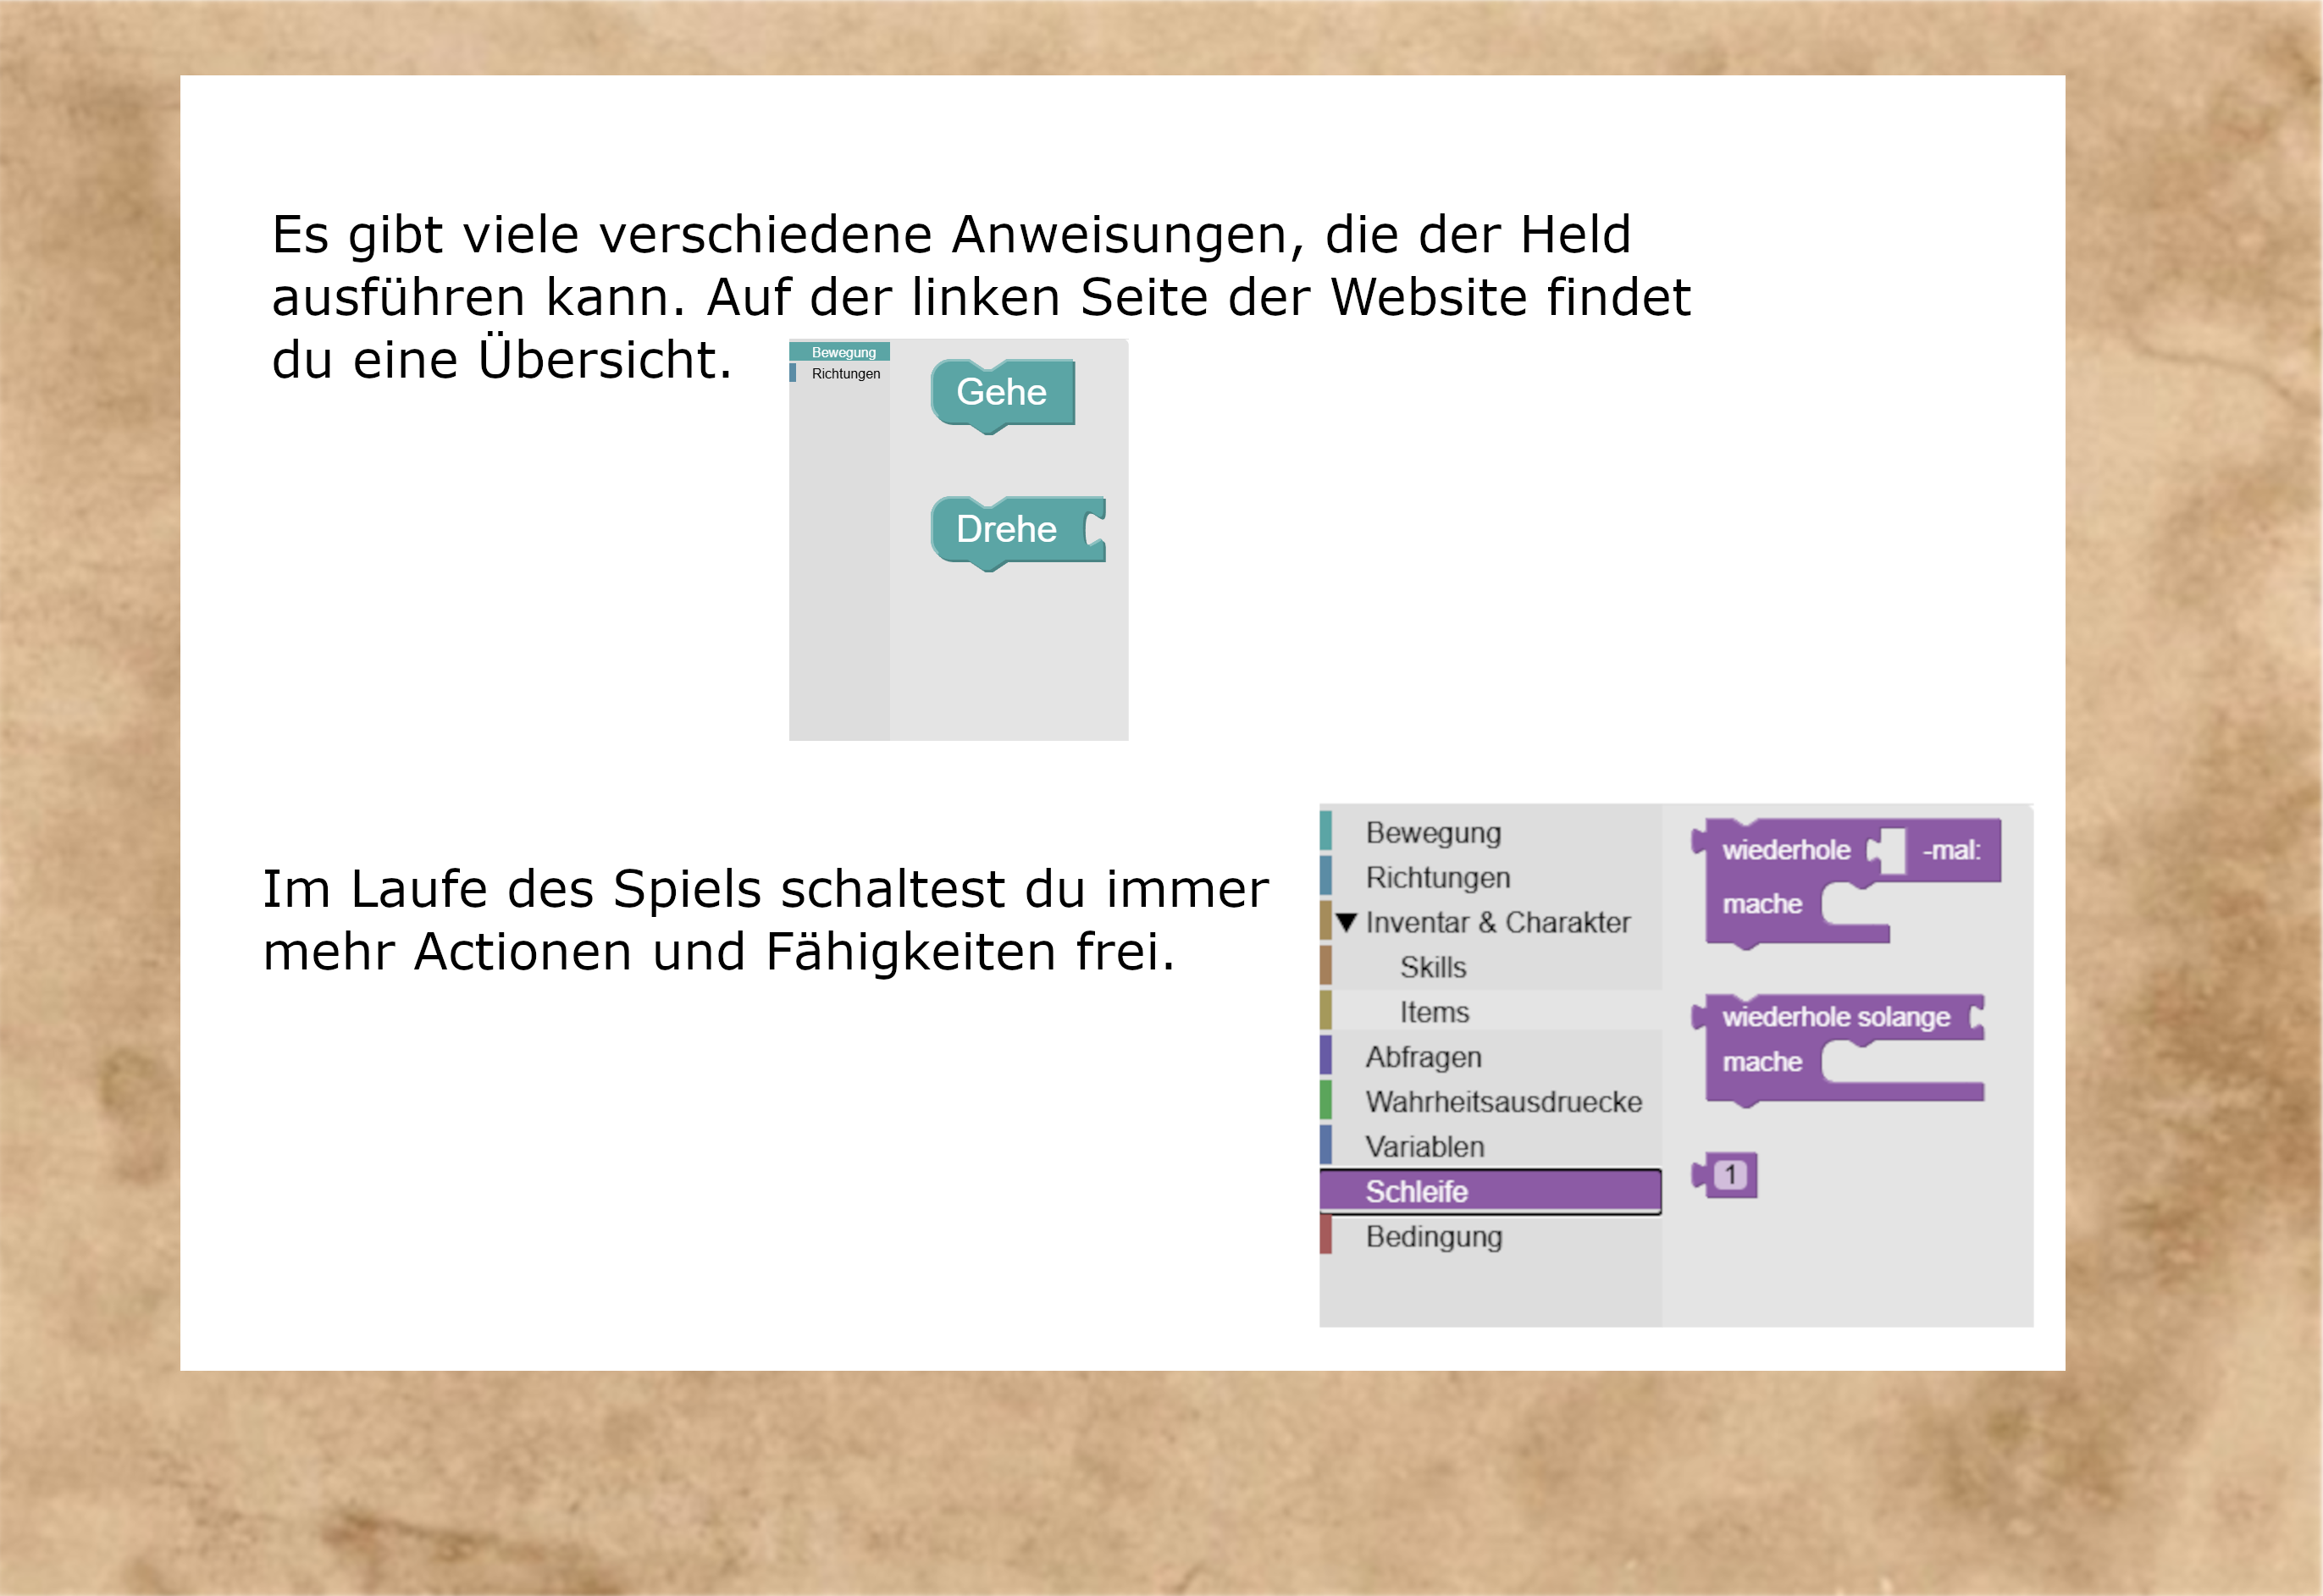 Es gibt viele verschiedene Anweisungen, die der Held
ausführen kann. Auf der linken Seite der Website findet
du eine Übersicht.
Bewegung
Richtungen
Gehe
Drehe
Im Laufe des Spiels schaltest du immer
mehr Actionen und Fähigkeiten frei.
Bewegung
Richtungen
Inventar & Charakter
Skills
Items
Abfragen
Wahrheitsausdruecke
Variablen
Schleife
Bedingung
wiederhole -mal:
mache
wiederhole solange
mache
1